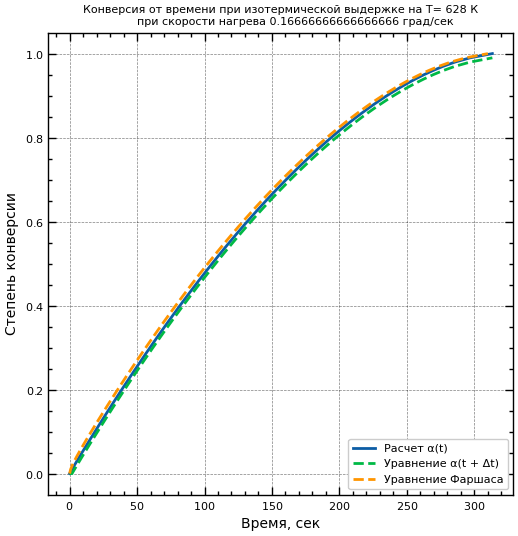 Конверсия от времени при изотермической выдержке на T= 628 К
при скорости нагрева 0.16666666666666666 град/сек
Степень конверсии
1.0
0.8
0.6
0.4
0.2
0.0
0
50
100
150
200
250
300
Время, сек
Расчет α(t)
Уравнение α(t + Δt)
Уравнение Фаршаса